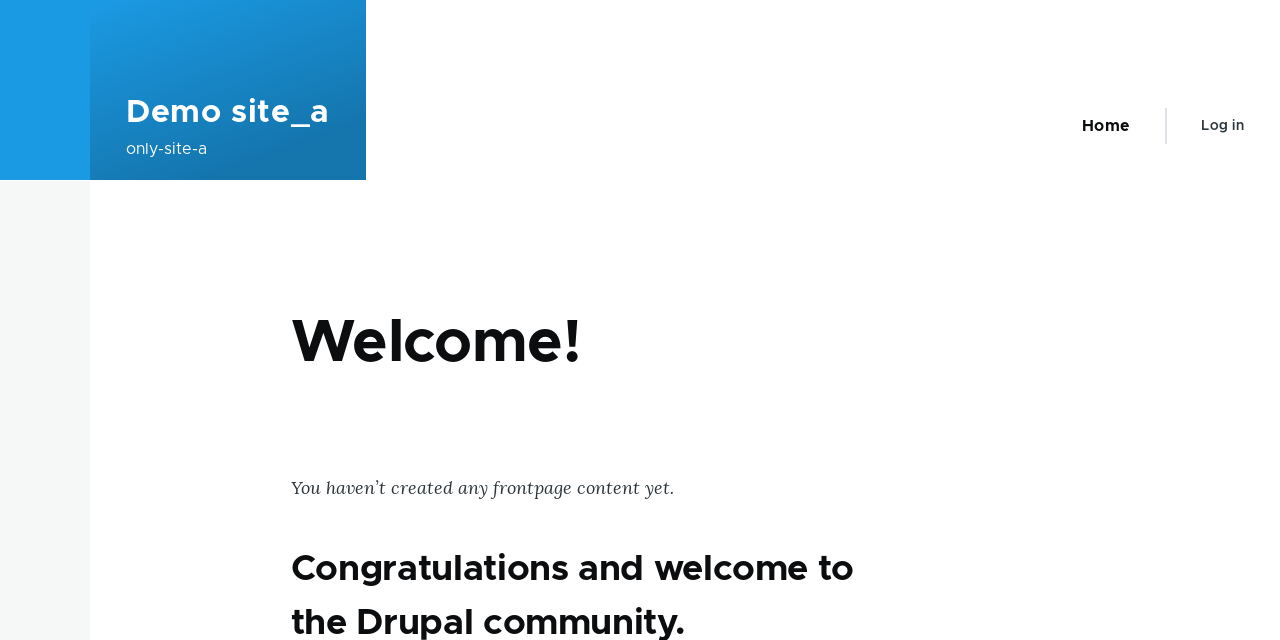 Demo site_a
only-site-a
Home
Log in
Welcome!
You haven’t created any frontpage content yet.
Congratulations and welcome to
the Drupal community.